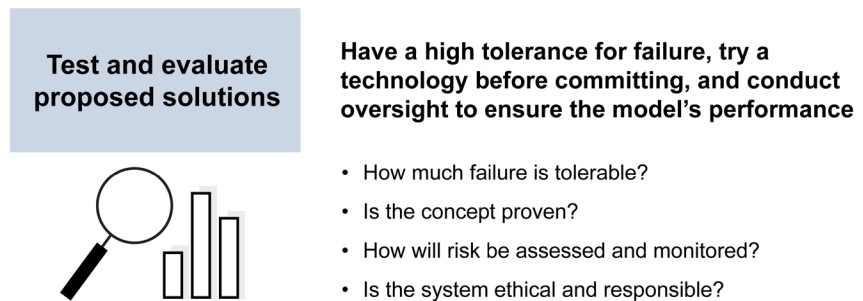 Test and evaluate
proposed solutions
Have a high tolerance for failure, try a
technology before committing, and conduct
oversight to ensure the model's performance
• How much failure is tolerable?
• Is the concept proven?
• How will risk be assessed and monitored?
• Is the system ethical and responsible?